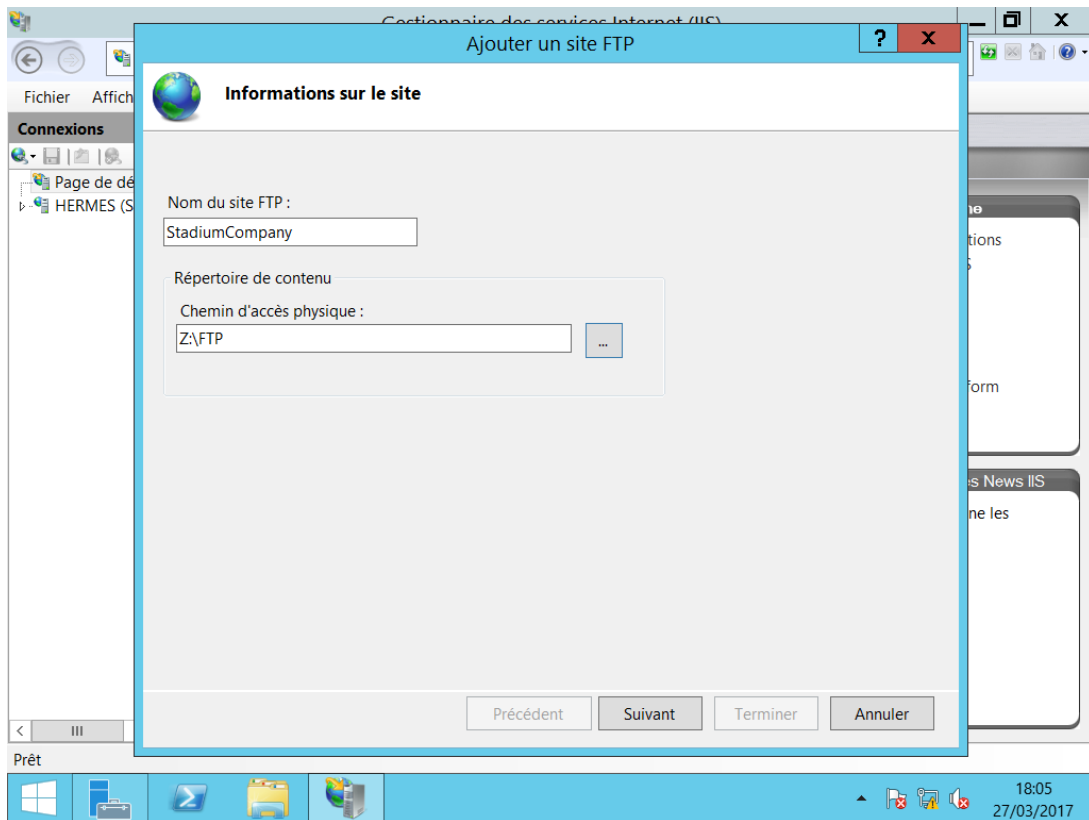 Gestionnaire des services Internet (IIS)
Ajouter un site FTP
?
X
X
Fichier
Affich
Informations sur le site
Connexions
Page de dé
HERMES (S
Nom du site FTP :
StadiumCompany
Répertoire de contenu
Chemin d'accès physique :
Z:\FTP
...
tions
form
es News IIS
ne les
Précédent
Suivant
Terminer
Annuler
Prêt
18:05
27/03/2017